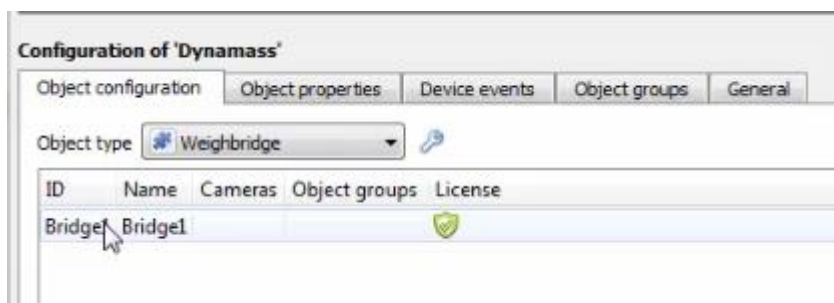 Configuration of 'Dynamass'
Object configuration Object properties Device events Object groups General
Object type Weighbridge
ID Name Cameras Object groups License
Bridge1 Bridge1